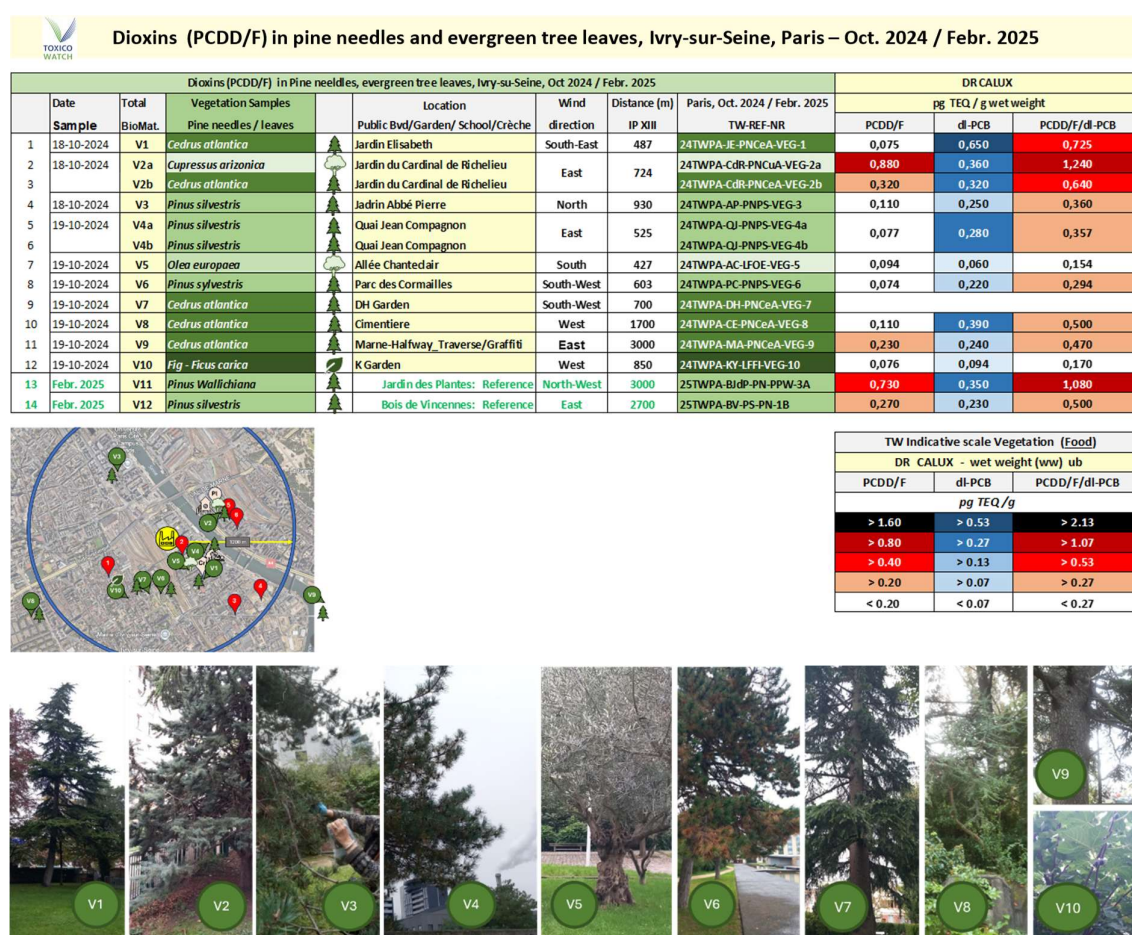 TOXICO
WATCH
Dioxins (PCDD/F) in pine needles and evergreen tree leaves, Ivry-sur-Seine, Paris – Oct. 2024 / Febr. 2025
Dioxins (PCDD/F) in Pine neeldles, evergreen tree leaves, Ivry-su-Seine, Oct 2024 / Febr. 2025 DR CALUX
Date Total Vegetation Samples Location Wind Distance (m) Paris, Oct. 2024 / Febr. 2025 pg TEQ / g wet weight
Sample BioMat. Pine needles / leaves Public Bvd/Garden/ School/Crèche direction IP XIII TW-REF-NR PCDD/F dl-PCB PCDD/F/dl-PCB
1 18-10-2024 V1 Cedrus atlantica Jardin Elisabeth South-East 487 24TWPA-JE-PNCeA-VEG-1 0,075 0,650 0,725
2 18-10-2024 V2a Cupressus arizonica Jardin du Cardinal de Richelieu East 724 24TWPA-CdR-PNCuA-VEG-2a 0,880 0,360 1,240
3 V2b Cedrus atlantica Jardin du Cardinal de Richelieu 24TWPA-CdR-PNCeA-VEG-2b 0,320 0,320 0,640
4 18-10-2024 V3 Pinus silvestris Jadrin Abbé Pierre North 930 24TWPA-AP-PNPS-VEG-3 0,110 0,250 0,360
5 19-10-2024 V4a Pinus silvestris Quai Jean Compagnon East 525 24TWPA-QJ-PNPS-VEG-4a 0,077 0,280 0,357
6 V4b Pinus silvestris Quai Jean Compagnon 24TWPA-QJ-PNPS-VEG-4b
7 19-10-2024 V5 Olea europaea Allée Chanteclair South 427 24TWPA-AC-LFOE-VEG-5 0,094 0,060 0,154
8 19-10-2024 V6 Pinus sylvestris Parc des Cormailles South-West 603 24TWPA-PC-PNPS-VEG-6 0,074 0,220 0,294
9 19-10-2024 V7 Cedrus atlantica DH Garden South-West 700 24TWPA-DH-PNCeA-VEG-7
10 19-10-2024 V8 Cedrus atlantica Cimentiere West 1700 24TWPA-CE-PNCeA-VEG-8 0,110 0,390 0,500
11 19-10-2024 V9 Cedrus atlantica Marne-Halfway_Traverse/Graffiti East 3000 24TWPA-MA-PNCeA-VEG-9 0,230 0,240 0,470
12 19-10-2024 V10 Fig - Ficus carica K Garden West 850 24TWPA-KY-LFFI-VEG-10 0,076 0,094 0,170
13 Febr. 2025 V11 Pinus Wallichiana Jardin des Plantes: Reference North-West 3000 25TWPA-BJdP-PN-PPW-3A 0,730 0,350 1,080
14 Febr. 2025 V12 Pinus silvestris Bois de Vincennes: Reference East 2700 25TWPA-BV-PS-PN-1B 0,270 0,230 0,500
TW Indicative scale Vegetation (Food)
DR CALUX - wet weight (ww) ub
PCDD/F dl-PCB PCDD/F/dl-PCB
pg TEQ /g
> 1.60 > 0.53 > 2.13
> 0.80 > 0.27 > 1.07
> 0.40 > 0.13 > 0.53
> 0.20 > 0.07 > 0.27
< 0.20 < 0.07 < 0.27
V3
V4
V5
V1
V7
V10
V1
V2
V3
V4
V5
V6
V7
V8
V9
V10